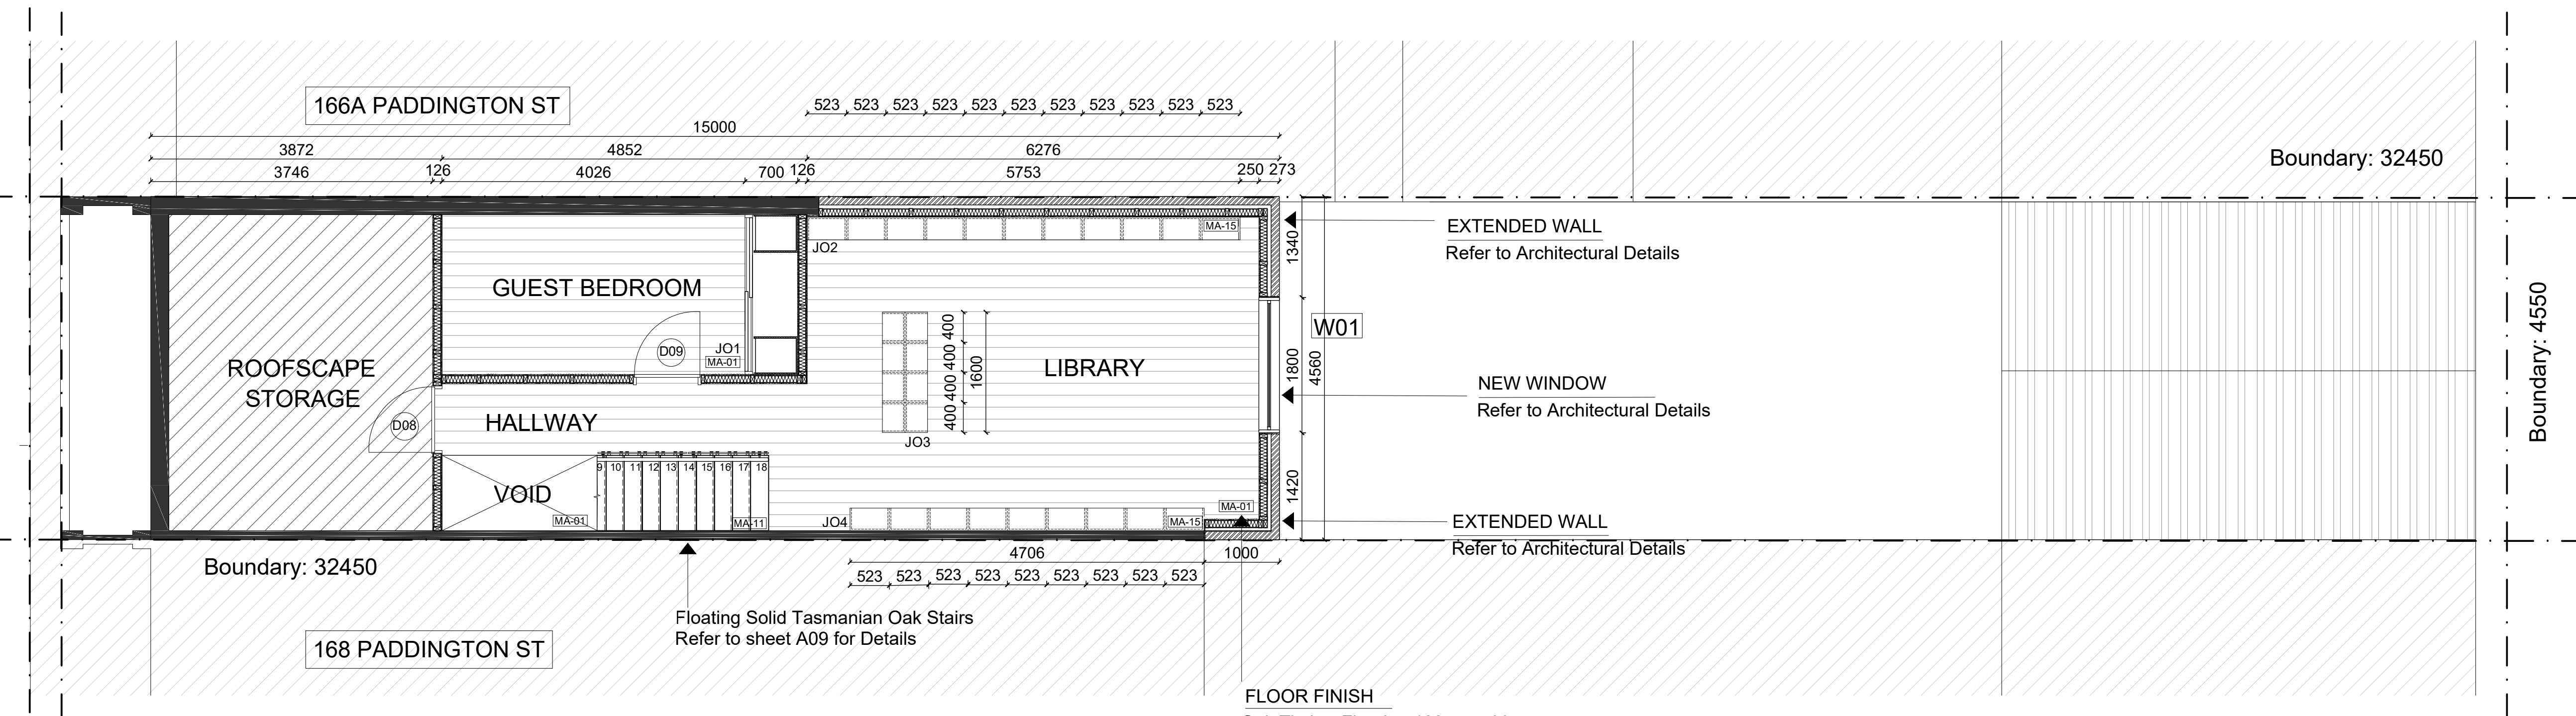 166A PADDINGTON ST
523 523 523 523 523 523 523 523 523 523 523
15000
3872 4852 6276
3746 126 4026 700 126 5753 250 273
Boundary: 32450
EXTENDED WALL
Refer to Architectural Details
MA-15
JO2
1340
GUEST BEDROOM
W01
Boundary: 4550
400
400
400
400
1600
D09
JO1
MA-01
ROOFSCAPE
STORAGE
LIBRARY
1800
4560
NEW WINDOW
Refer to Architectural Details
HALLWAY
D08
JO3
9 10 11 12 13 14 15 16 17 18
VOID
MA-01
MA-11
JO4
MA-15
MA-01
1420
EXTENDED WALL
Refer to Architectural Details
4706 1000
Boundary: 32450
523 523 523 523 523 523 523 523 523
Floating Solid Tasmanian Oak Stairs
Refer to sheet A09 for Details
168 PADDINGTON ST
FLOOR FINISH